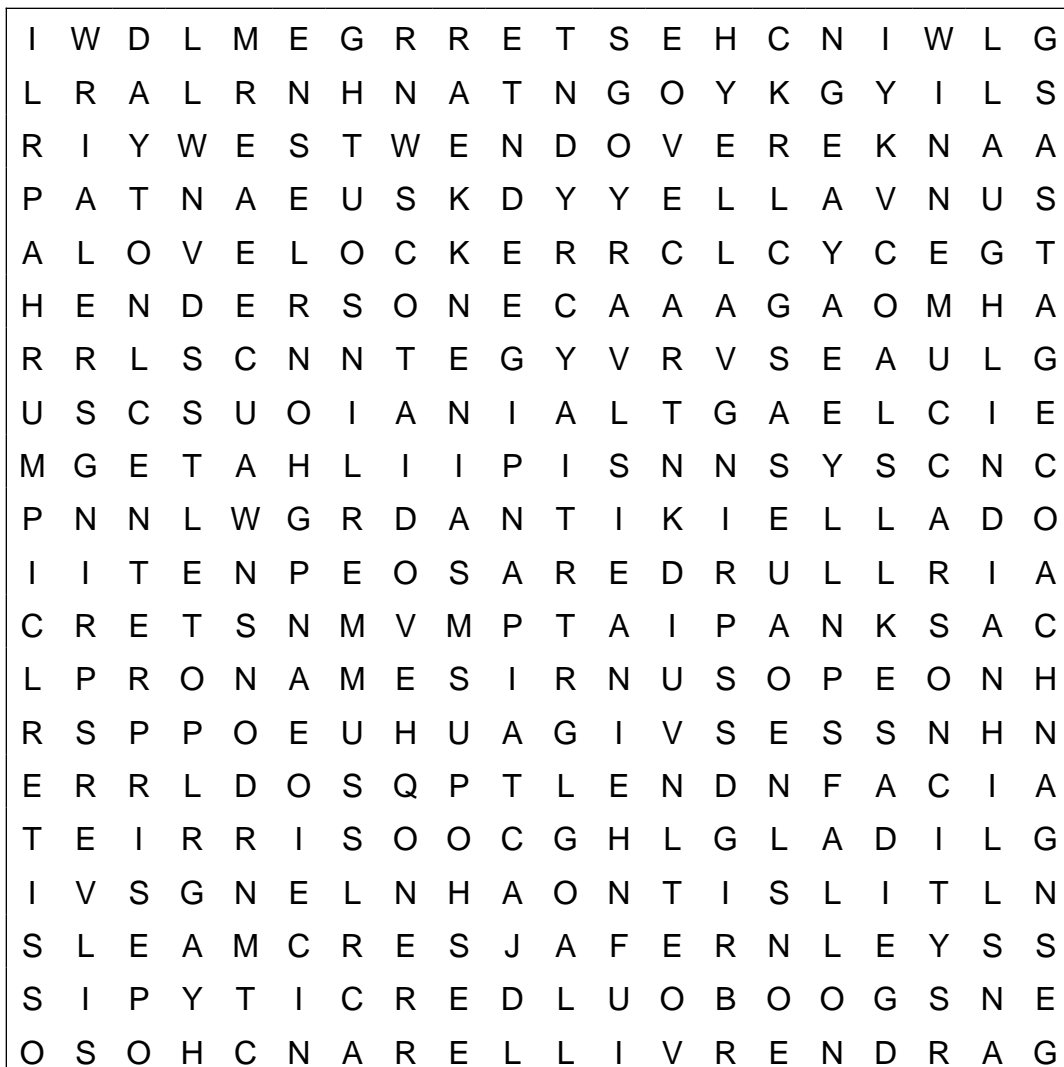 I W D L M E G R R E T S E H C N I W L G
L R A L R N H N A T N G O Y K G Y I L S
R I Y W E S T W E N D O V E R E K N A A
P A T N A E U S K D Y Y E L L A V N U S
A L O V E L O C K E R R C L C Y C E G T
H E N D E R S O N E C A A A G A O M H A
R R L S C N N T E G Y V R V S E A U L G
U S C S U O I A N I A L T G A E L C I E
M G E T A H L I I P I S N N S Y S C N C
P N N L W G R D A N T I K I E L L A D O
I I T E N P E O S A R E D R U L L R I A
C R E T S N M V M P T A I P A N K S A C
L P R O N A M E S I R N U S O P E O N H
R S P P O E U H U A G I V S E S S N H N
E R R L D O S Q P T L E N D N F A C I A
T E I R R I S O O C G H L G L A D I L G
I V S G N E L N H A O N T I S L I T L N
S L E A M C R E S J A F E R N L E Y S S
S I P Y T I C R E D L U O B O O G S N E
O S O H C N A R E L L I V R E N D R A G